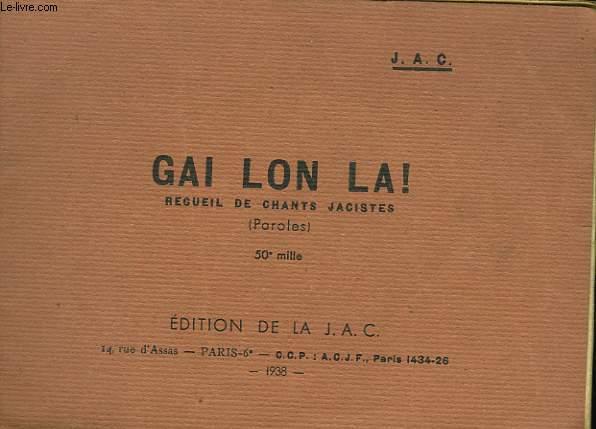 Le-livre.com
J. A. C.
GAI LON LA!
RECUEIL DE CHANTS JACISTES
(Paroles)
50e mille
ÉDITION DE LA J. A. C.
14, rue d'Assas — PARIS-6e — C.C.P. : A.C.J.F., Paris 1434-26
— 1938 —